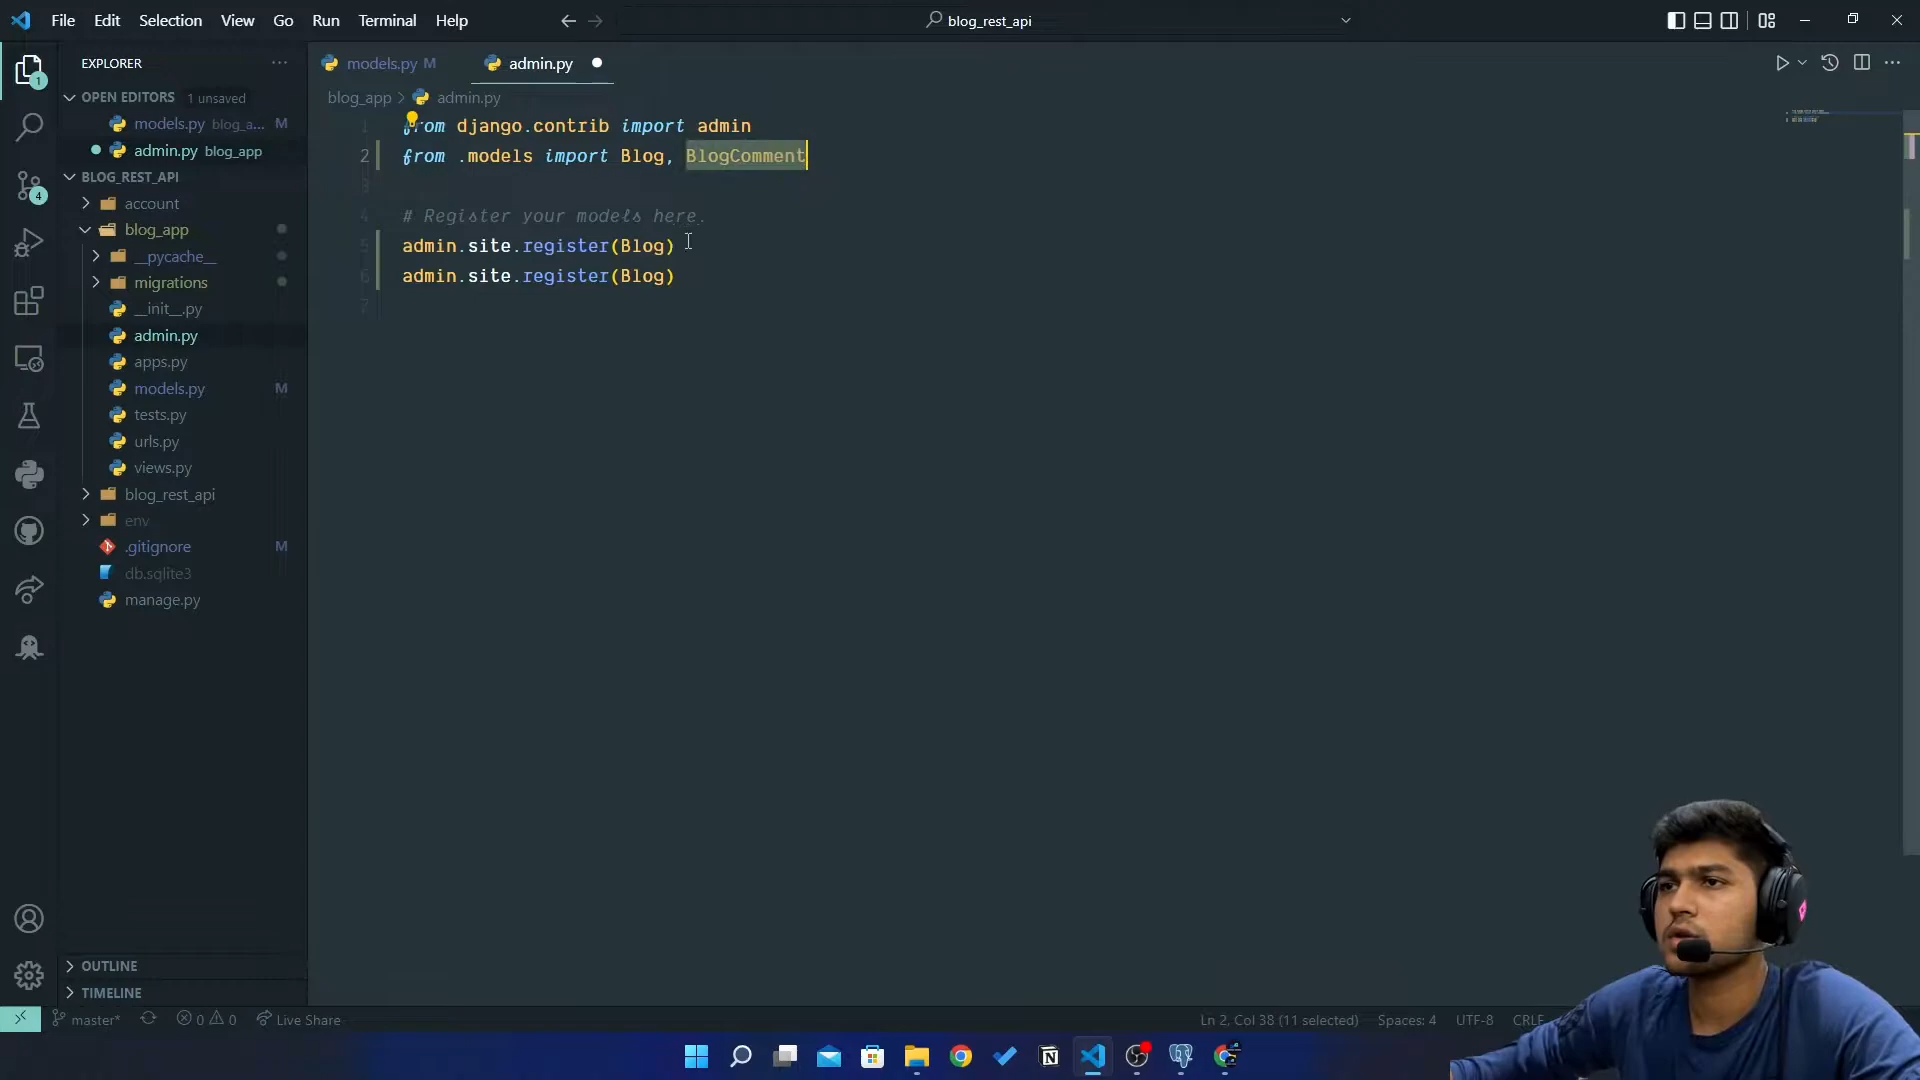 File Edit Selection View Go Run Terminal Help
blog_rest_api
EXPLORER
OPEN EDITORS 1 unsaved
models.py blog_a... M
admin.py blog_app
BLOG_REST_API
account
blog_app
__pycache__
migrations
__init__.py
admin.py
apps.py
models.py M
tests.py
urls.py
views.py
blog_rest_api
env
.gitignore M
db.sqlite3
manage.py
OUTLINE
TIMELINE
1
4
models.py M
admin.py
blog_app > admin.py
1 from django.contrib import admin
2 from .models import Blog, BlogComment
3
4 # Register your models here.
5 admin.site.register(Blog)
6 admin.site.register(Blog)
7
master* 0 0 Live Share
Ln 2, Col 38 (11 selected) Spaces: 4 UTF-8 CRLF